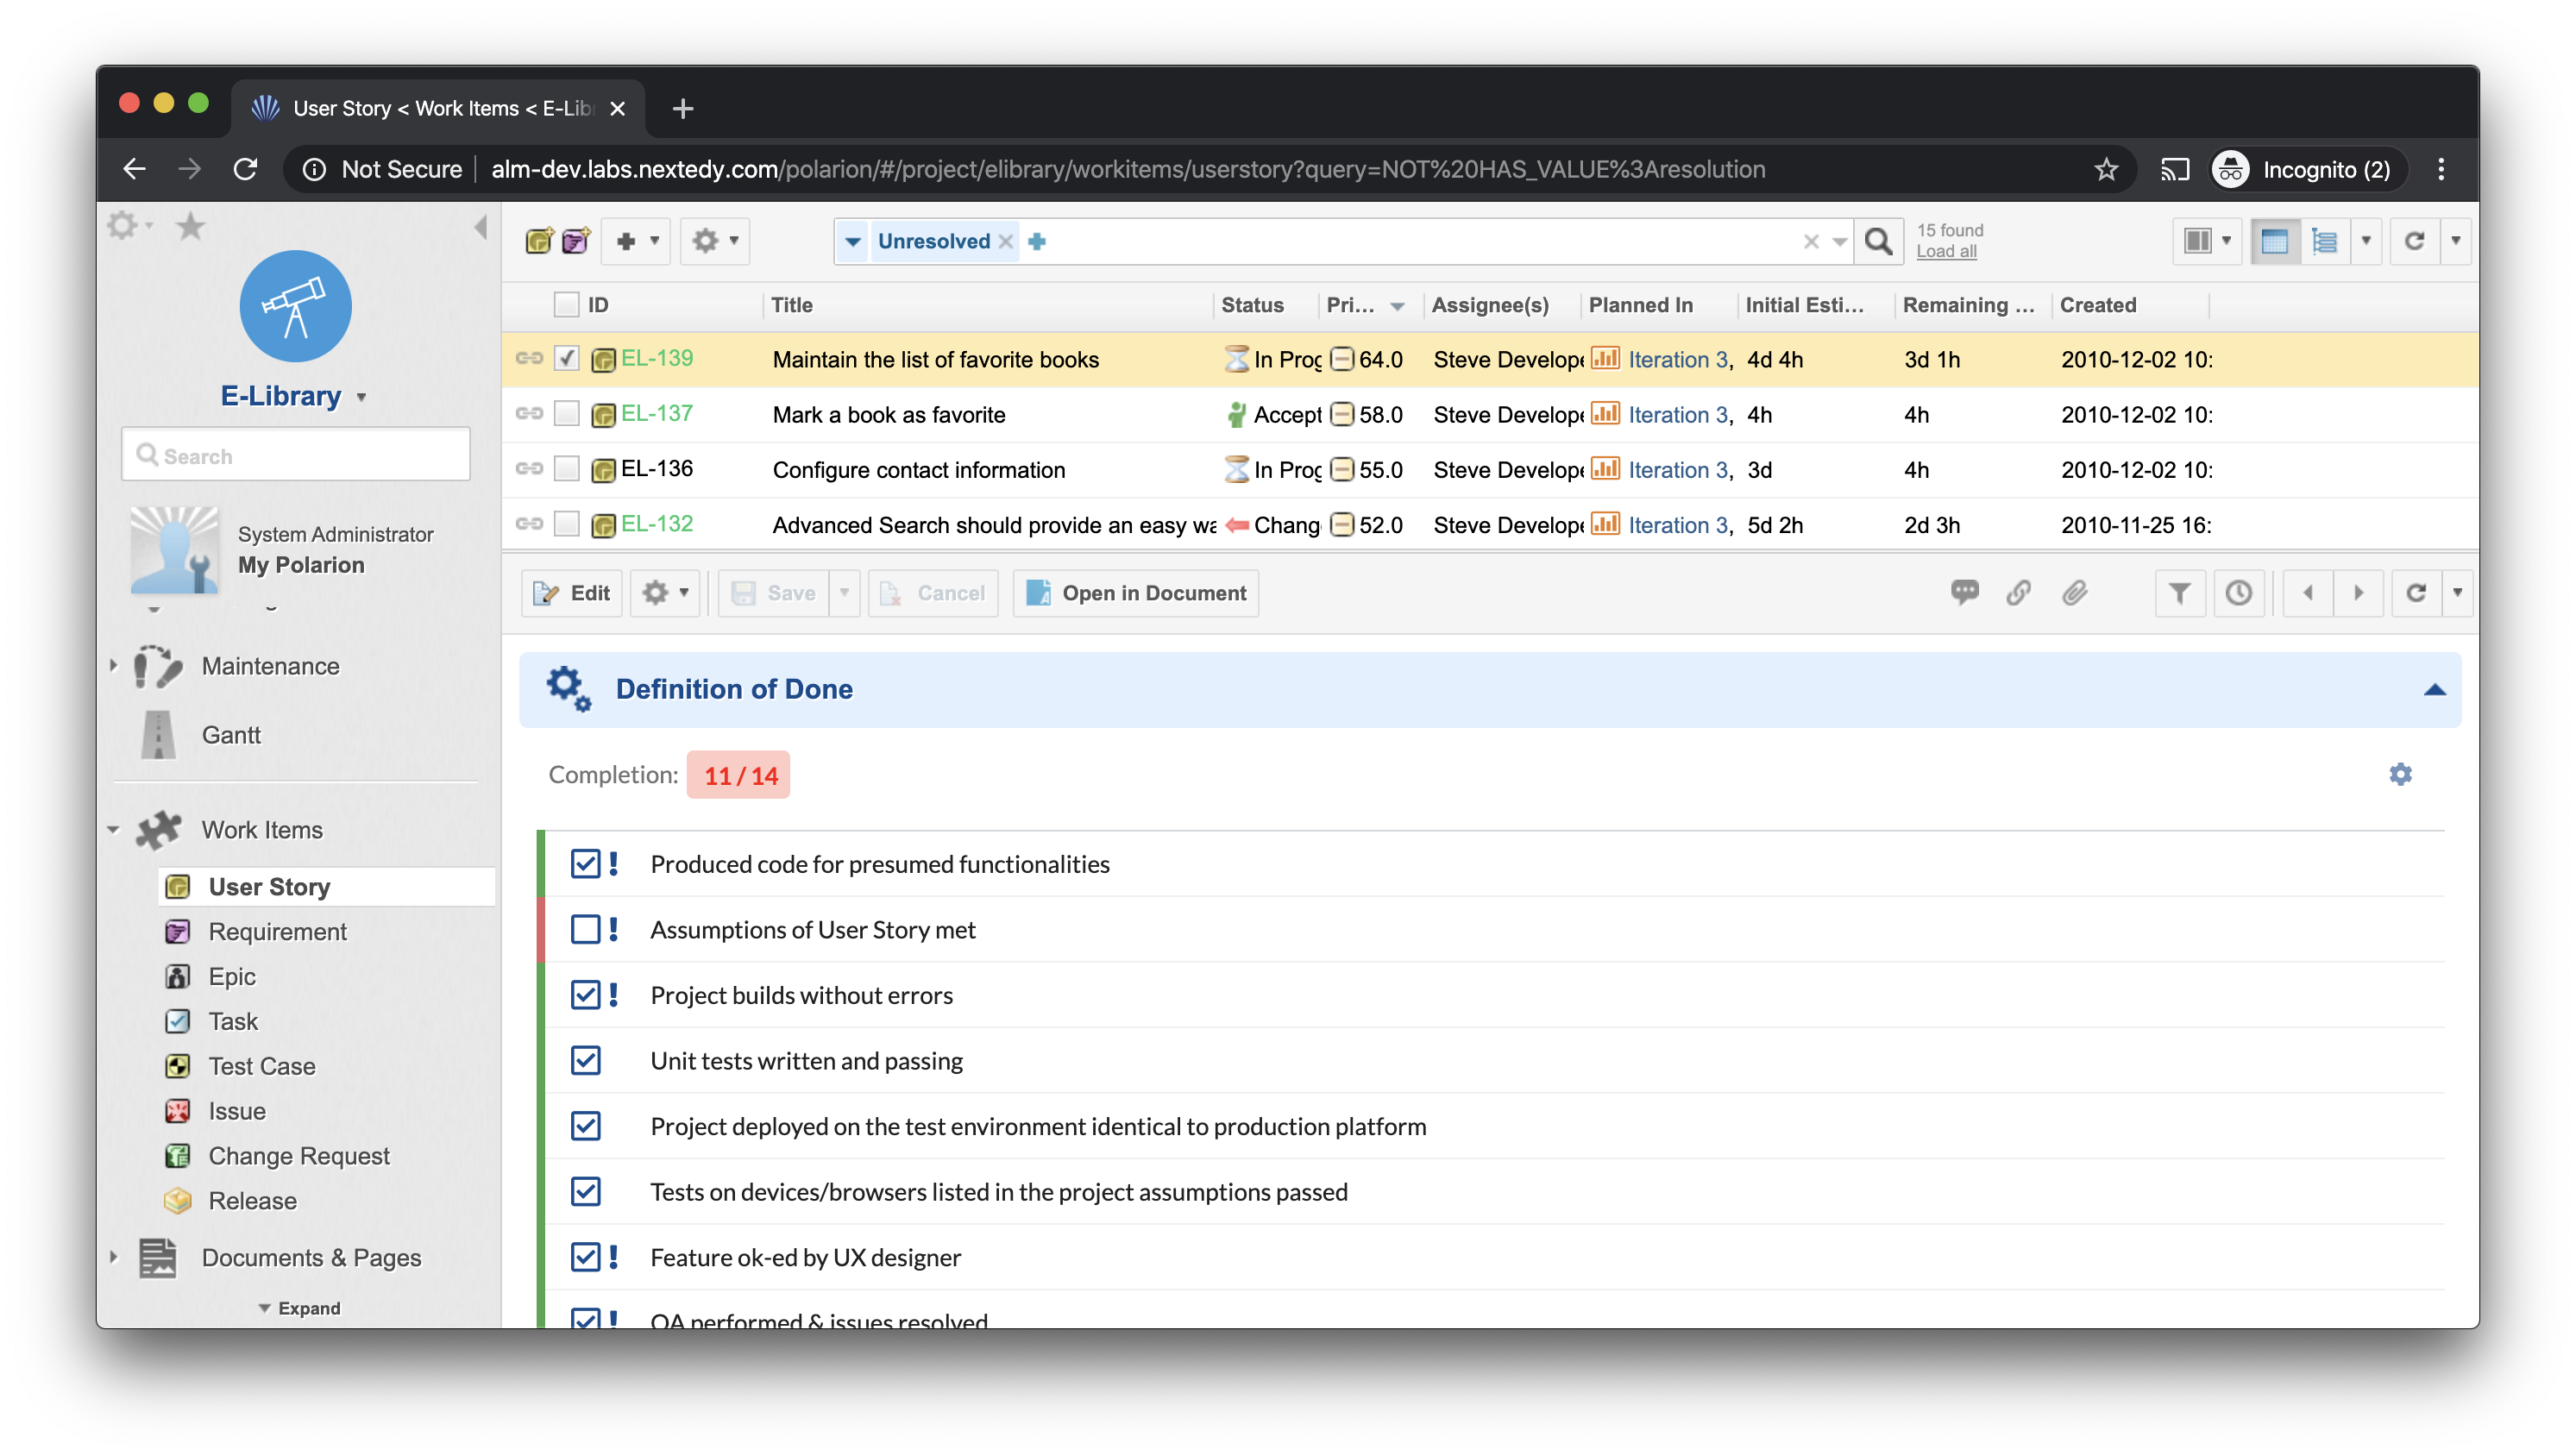 User Story < Work Items < E-Lib
Not Secure alm-dev.labs.nextedy.com/polarion/#/project/elibrary/workitems/userstory?query=NOT%20HAS_VALUE%3Aresolution Incognito (2)
E-Library
Search
System Administrator
My Polarion
Maintenance
Gantt
Work Items
User Story
Requirement
Epic
Task
Test Case
Issue
Change Request
Release
Documents & Pages
Expand
Unresolved
15 found
Load all
ID Title Status Pri... Assignee(s) Planned In Initial Esti... Remaining ... Created
EL-139 Maintain the list of favorite books In Prog 64.0 Steve Develope Iteration 3, 4d 4h 3d 1h 2010-12-02 10:
EL-137 Mark a book as favorite Accept 58.0 Steve Develope Iteration 3, 4h 4h 2010-12-02 10:
EL-136 Configure contact information In Prog 55.0 Steve Develope Iteration 3, 3d 4h 2010-12-02 10:
EL-132 Advanced Search should provide an easy wa Chang 52.0 Steve Develope Iteration 3, 5d 2h 2d 3h 2010-11-25 16:
Edit Save Cancel Open in Document
Definition of Done
Completion: 11 / 14
! Produced code for presumed functionalities
! Assumptions of User Story met
! Project builds without errors
Unit tests written and passing
Project deployed on the test environment identical to production platform
Tests on devices/browsers listed in the project assumptions passed
! Feature ok-ed by UX designer
! QA performed & issues resolved